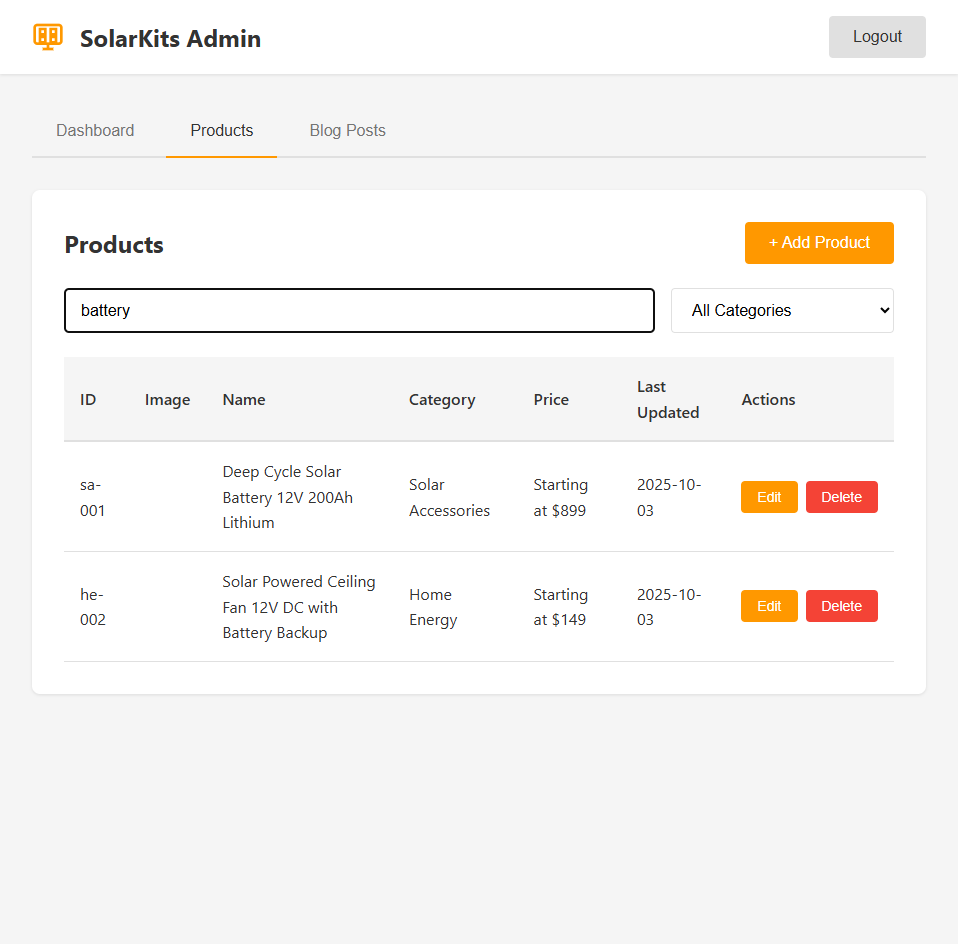 SolarKits Admin
Logout
Dashboard
Products
Blog Posts
Products
+ Add Product
battery
All Categories
ID
Image
Name
Category
Price
Last
Updated
Actions
sa-
001
Deep Cycle Solar
Battery 12V 200Ah
Lithium
Solar
Accessories
Starting
at $899
2025-10-
03
Edit
Delete
he-
002
Solar Powered Ceiling
Fan 12V DC with
Battery Backup
Home
Energy
Starting
at $149
2025-10-
03
Edit
Delete